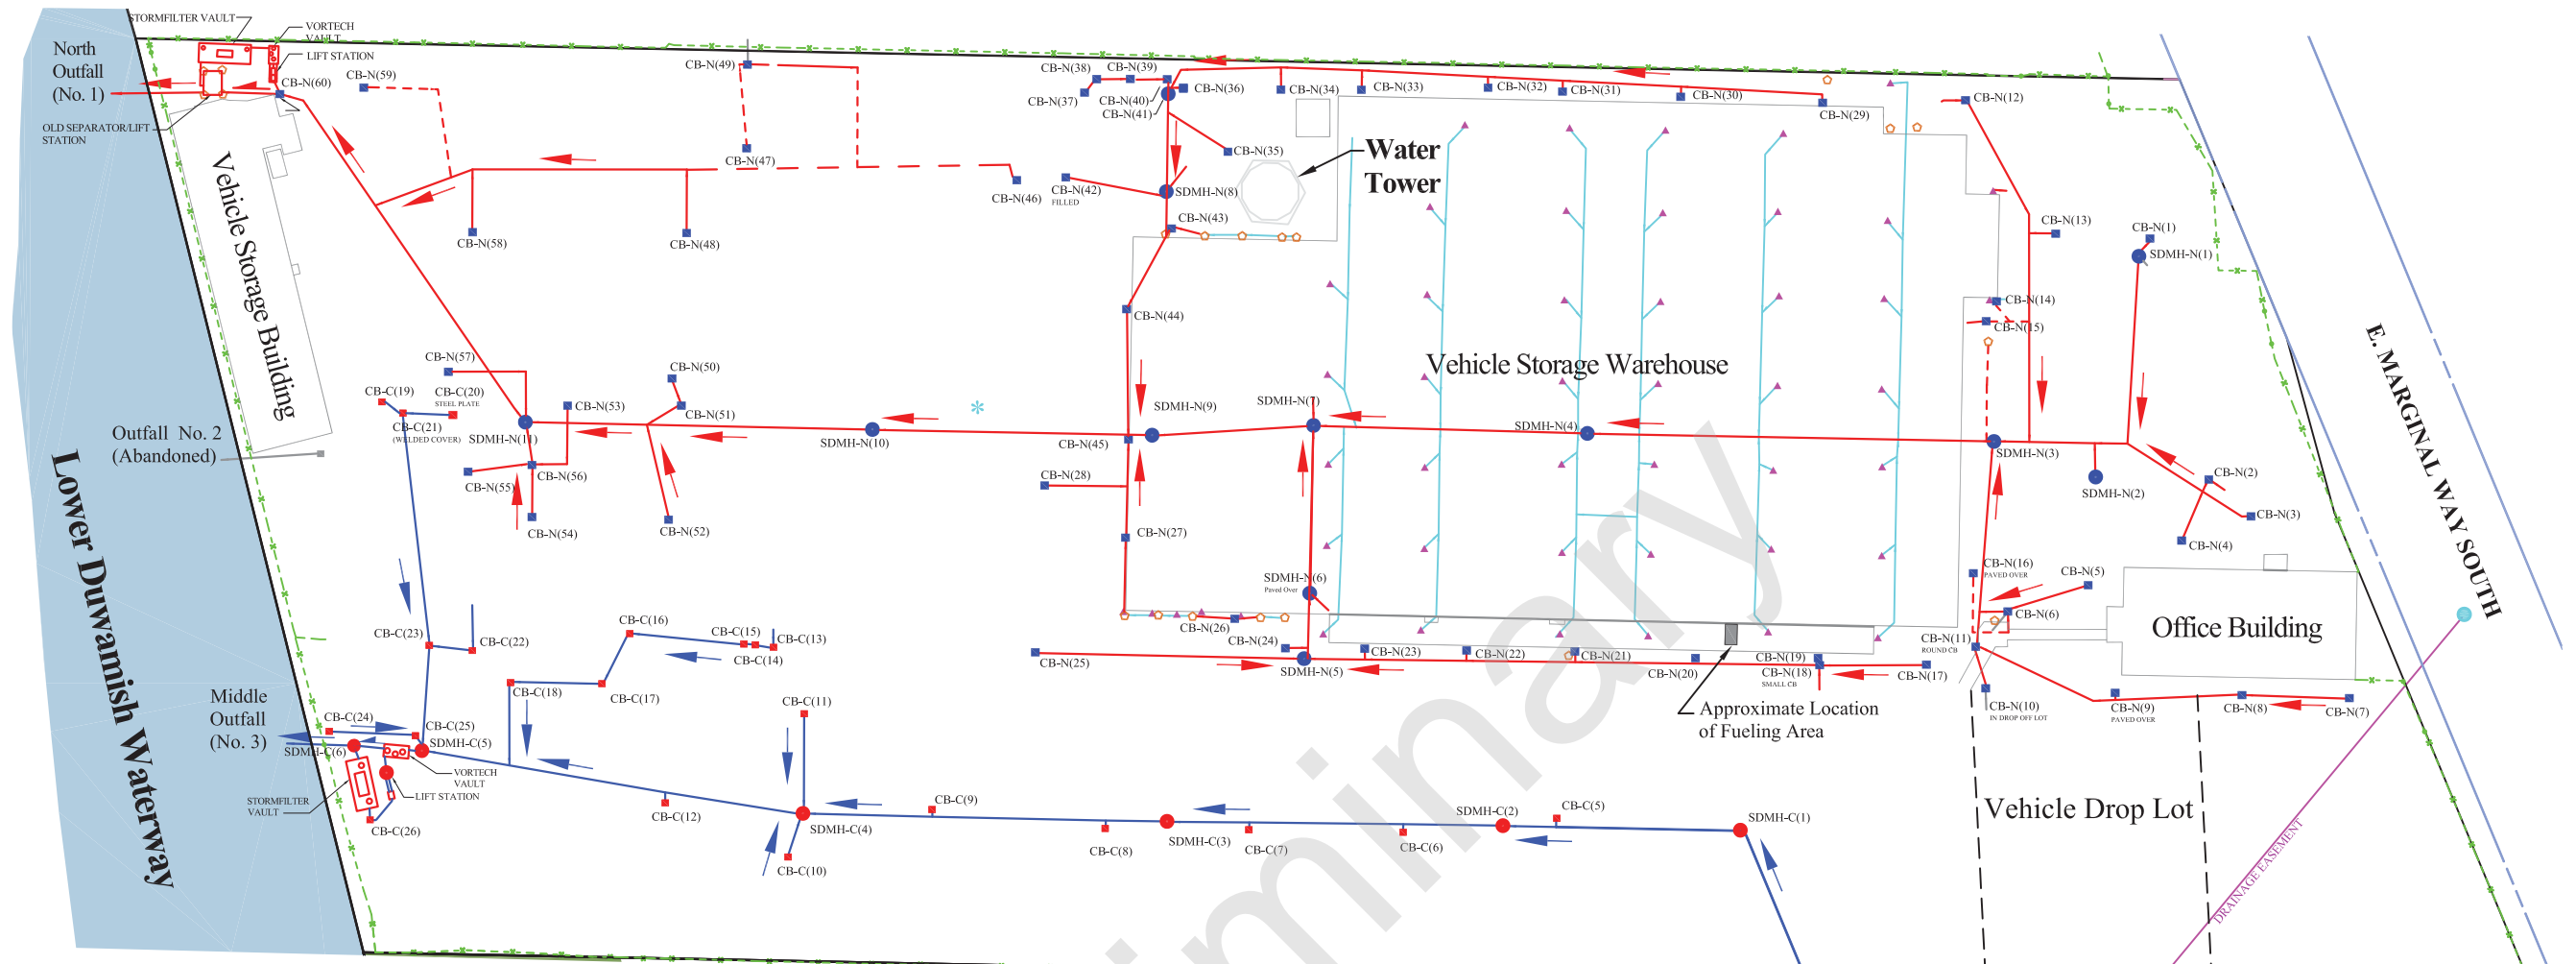 STORMFILTER VAULT
VORTECH
VAULT
LIFT STATION
North
Outfall
(No. 1)
CB-N(60)
CB-N(59)
OLD SEPARATOR/LIFT
STATION
CB-N(49)
CB-N(47)
CB-N(58)
CB-N(48)
CB-N(46)
Vehicle Storage Building
CB-N(38)
CB-N(39)
CB-N(37)
CB-N(40)
CB-N(41)
CB-N(36)
CB-N(34)
CB-N(33)
CB-N(32)
CB-N(31)
CB-N(30)
CB-N(29)
CB-N(35)
CB-N(42)
FILLED
SDMH-N(8)
CB-N(43)
Water
Tower
CB-N(12)
CB-N(13)
CB-N(1)
SDMH-N(1)
CB-N(14)
CB-N(15)
CB-N(44)
Vehicle Storage Warehouse
E. MARGINAL WAY SOUTH
CB-N(57)
CB-C(19)
CB-C(20)
STEEL PLATE
CB-C(21)
(WELDED COVER)
SDMH-N(11)
CB-N(53)
CB-N(50)
CB-N(51)
SDMH-N(10)
SDMH-N(9)
CB-N(45)
SDMH-N(7)
SDMH-N(4)
SDMH-N(3)
SDMH-N(2)
CB-N(2)
CB-N(3)
CB-N(4)
Outfall No. 2
(Abandoned)
CB-N(55)
CB-N(56)
CB-N(54)
CB-N(52)
CB-N(28)
CB-N(27)
Lower Duwamish Waterway
SDMH-N(6)
Paved Over
CB-N(16)
PAVED OVER
CB-N(5)
CB-N(6)
CB-N(11)
ROUND CB
Office Building
CB-C(23)
CB-C(22)
CB-C(16)
CB-C(15)
CB-C(13)
CB-C(14)
CB-C(18)
CB-C(17)
CB-N(26)
CB-N(24)
CB-N(25)
SDMH-N(5)
CB-N(23)
CB-N(22)
CB-N(21)
CB-N(20)
CB-N(19)
CB-N(18)
SMALL CB
CB-N(17)
CB-N(10)
IN DROP OFF LOT
CB-N(9)
PAVED OVER
CB-N(8)
CB-N(7)
Approximate Location
of Fueling Area
Middle
Outfall
(No. 3)
CB-C(24)
CB-C(25)
SDMH-C(5)
SDMH-C(6)
VORTECH
VAULT
LIFT STATION
STORMFILTER
VAULT
CB-C(26)
CB-C(11)
CB-C(12)
SDMH-C(4)
CB-C(10)
CB-C(9)
CB-C(8)
SDMH-C(3)
CB-C(7)
CB-C(6)
SDMH-C(2)
CB-C(5)
SDMH-C(1)
Vehicle Drop Lot
DRAINAGE EASEMENT
minary